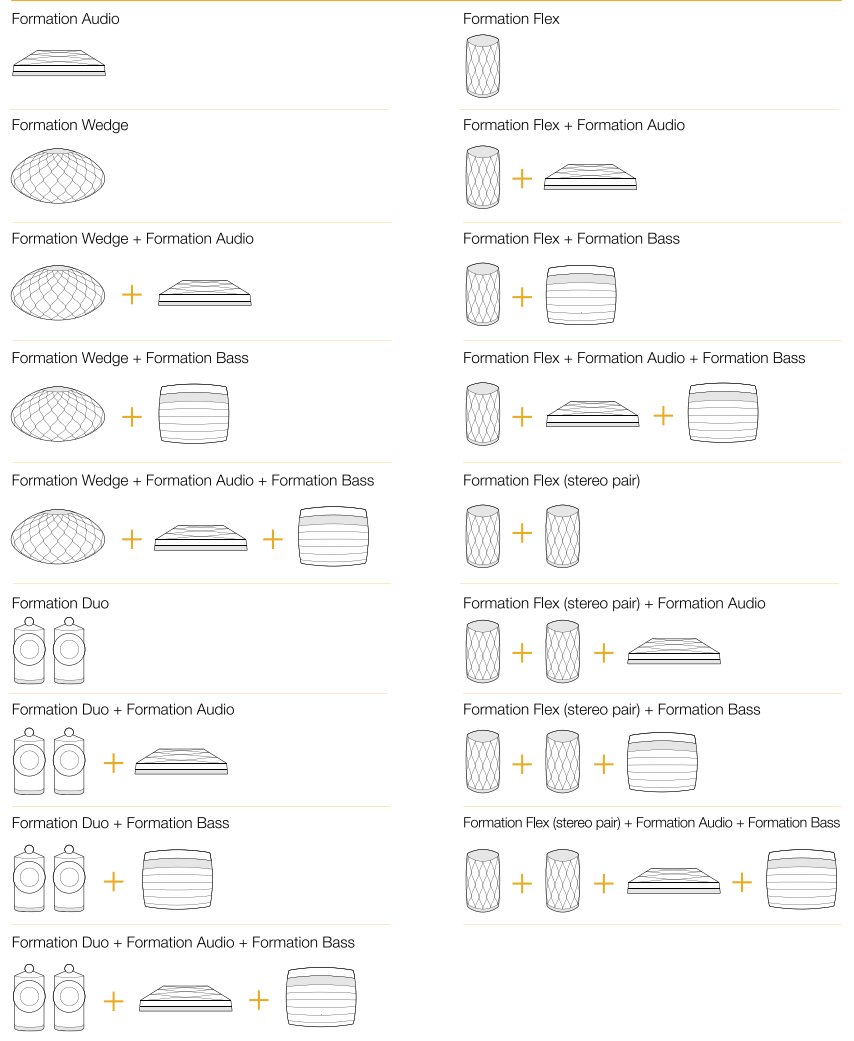 Formation Audio
Formation Wedge
Formation Wedge + Formation Audio
Formation Wedge + Formation Bass
Formation Wedge + Formation Audio + Formation Bass
Formation Duo
Formation Duo + Formation Audio
Formation Duo + Formation Bass
Formation Duo + Formation Audio + Formation Bass
Formation Flex
Formation Flex + Formation Audio
Formation Flex + Formation Bass
Formation Flex + Formation Audio + Formation Bass
Formation Flex (stereo pair)
Formation Flex (stereo pair) + Formation Audio
Formation Flex (stereo pair) + Formation Bass
Formation Flex (stereo pair) + Formation Audio + Formation Bass